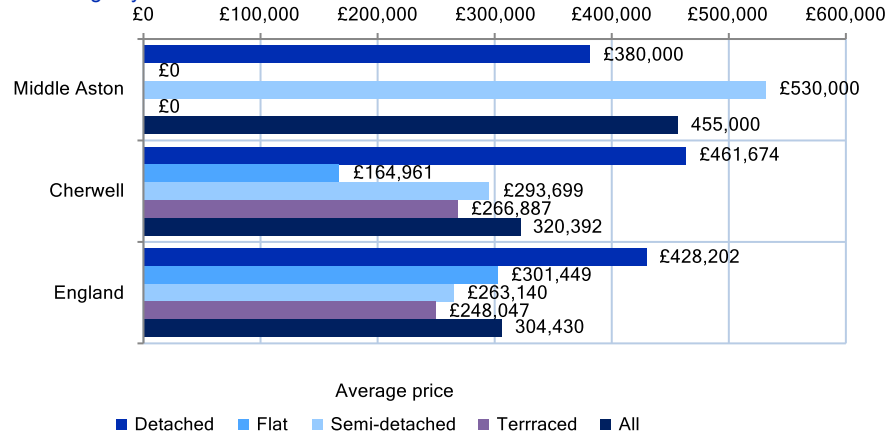 £0 £100,000 £200,000 £300,000 £400,000 £500,000 £600,000
£380,000
£0
Middle Aston £530,000
£0
455,000
£461,674
£164,961
Cherwell £293,699
£266,887
320,392
£428,202
£301,449
England £263,140
£248,047
304,430
Average price
Detached Flat Semi-detached Terrraced All